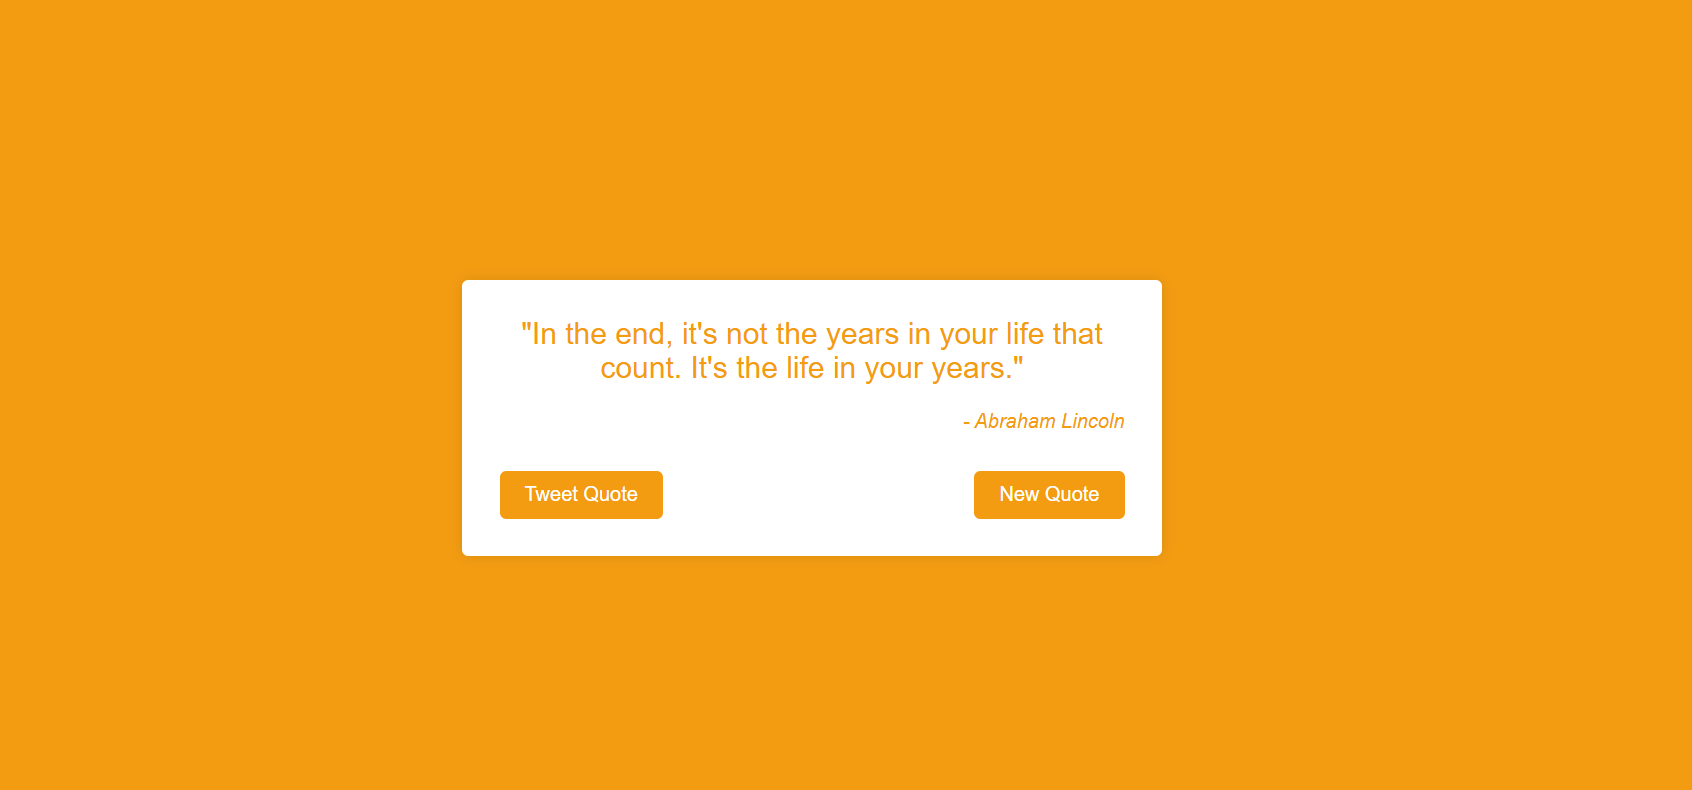 "In the end, it's not the years in your life that
count. It's the life in your years."
- Abraham Lincoln
Tweet Quote
New Quote